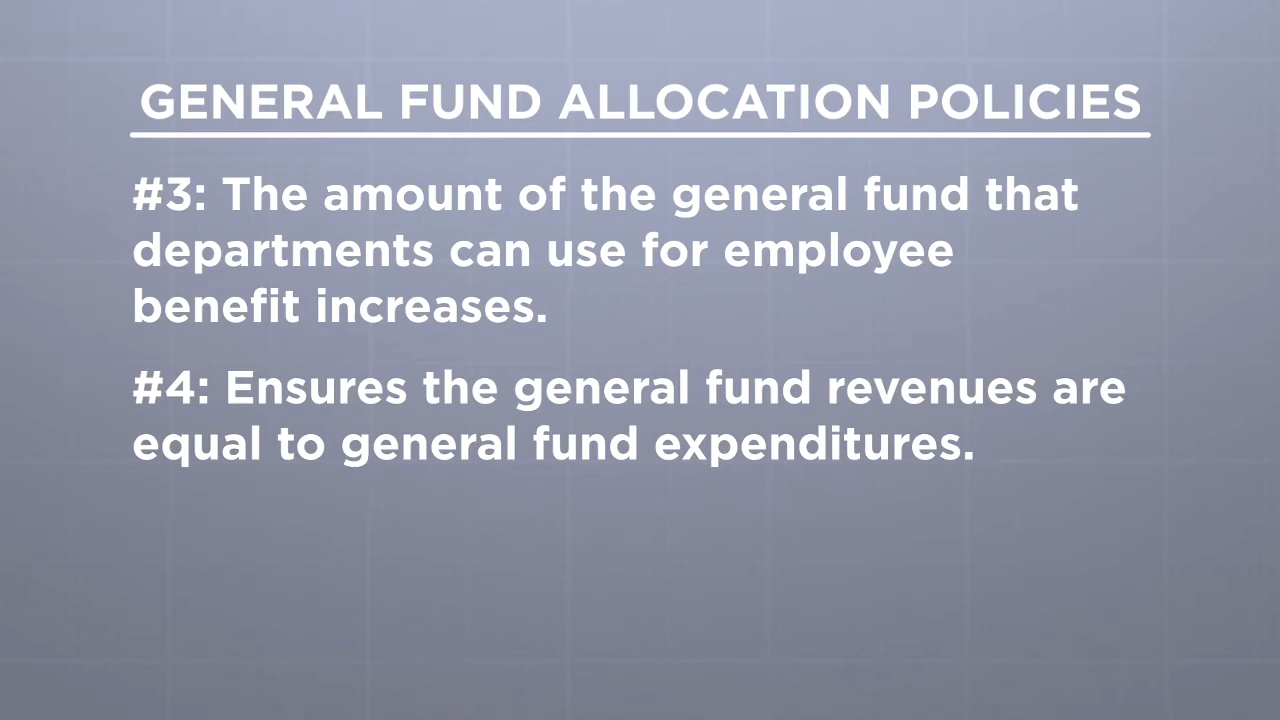 GENERAL FUND ALLOCATION POLICIES
#3: The amount of the general fund that
departments can use for employee
benefit increases.
#4: Ensures the general fund revenues are
equal to general fund expenditures.